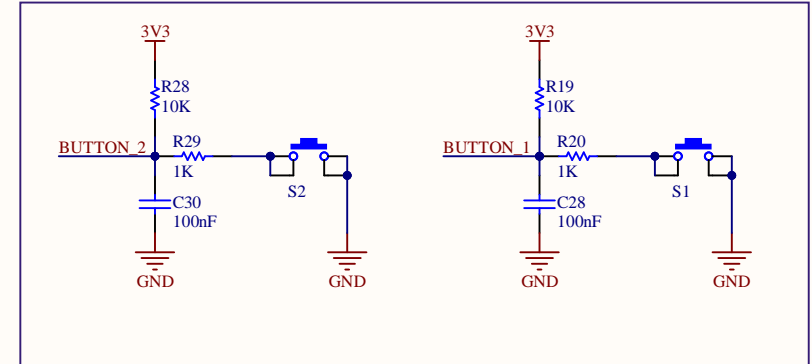 3V3
R28
10K
BUTTON_2
R29
1K
S2
C30
100nF
GND
GND
3V3
R19
10K
BUTTON_1
R20
1K
S1
C28
100nF
GND
GND